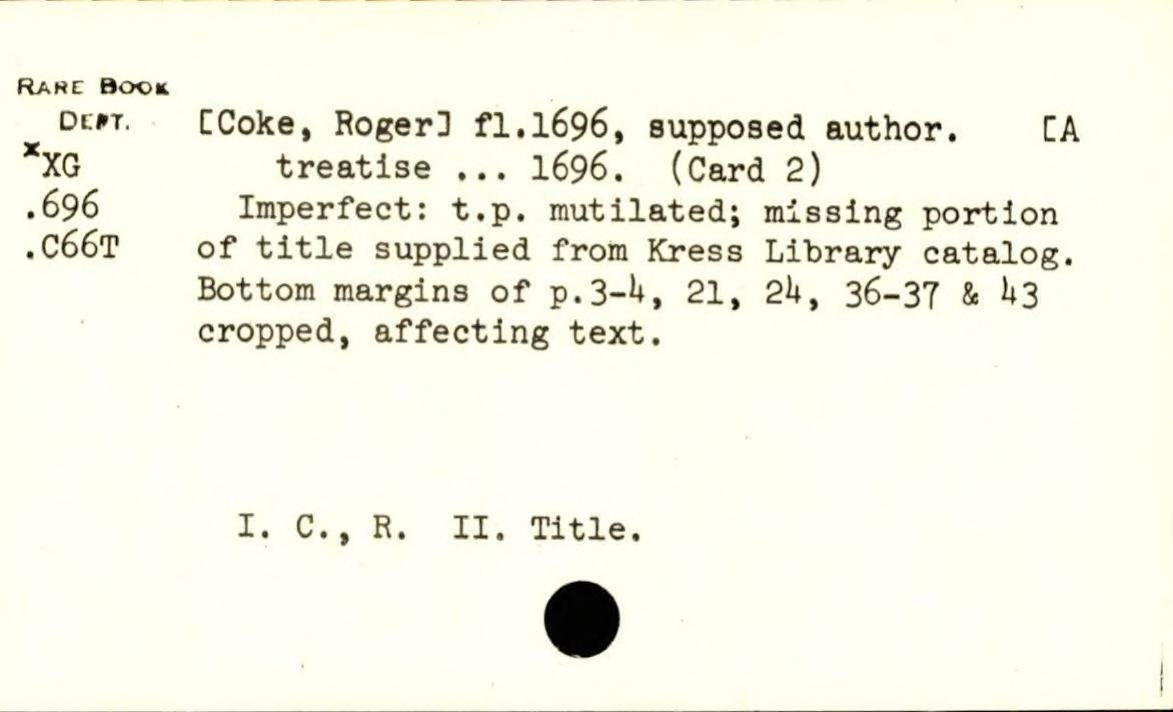 RARE BOOK
DEPT. [Coke, Roger] fl.1696, supposed author. [A
*XG treatise ... 1696. (Card 2)
.696 Imperfect: t.p. mutilated; missing portion
.C66T of title supplied from Kress Library catalog.
Bottom margins of p.3-4, 21, 24, 36-37 & 43
cropped, affecting text.
I. C., R. II. Title.